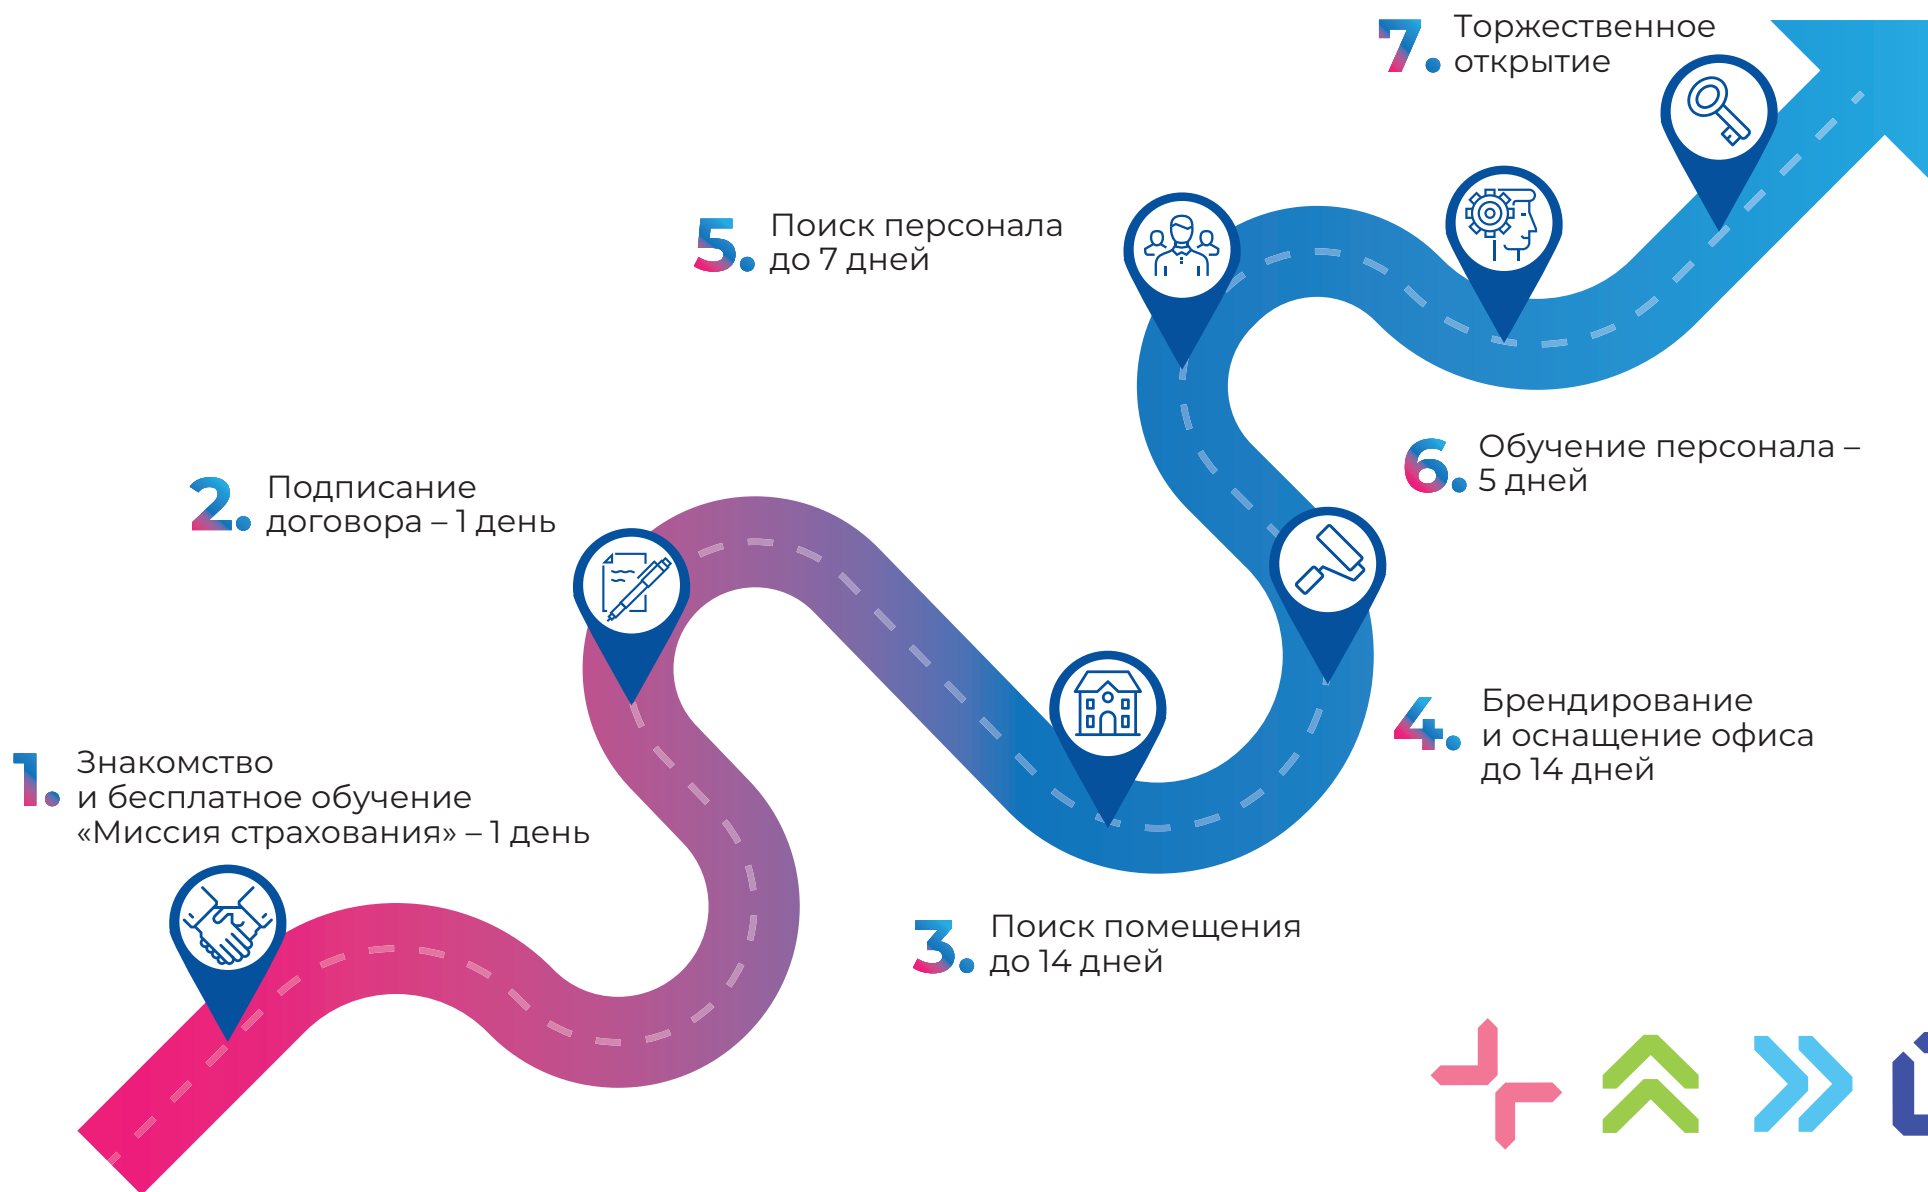 1. Знакомство
и бесплатное обучение
«Миссия страхования» – 1 день
2. Подписание
договора – 1 день
3. Поиск помещения
до 14 дней
4. Брендирование
и оснащение офиса
до 14 дней
5. Поиск персонала
до 7 дней
6. Обучение персонала –
5 дней
7. Торжественное
открытие